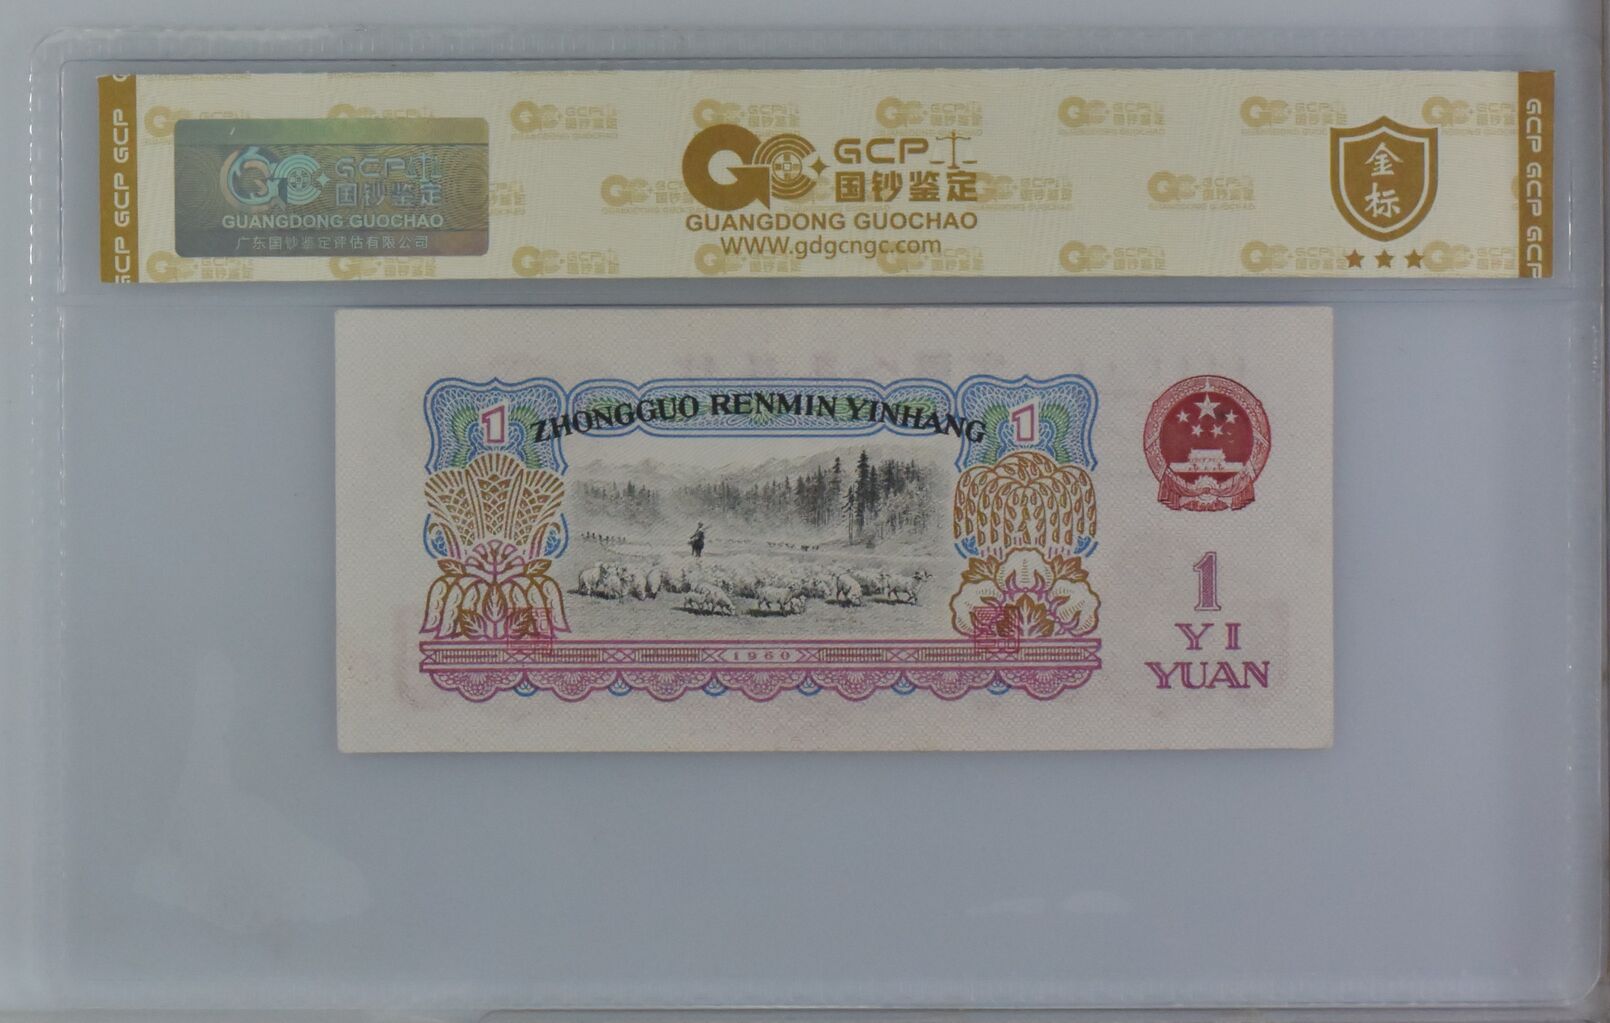 GCP GCP GCP
GCP
国钞鉴定
GUANGDONG GUOCHAO
广东国钞鉴定评估有限公司
GCP
国钞鉴定
GUANGDONG GUOCHAO
WWW.gdgcngc.com
金
标
GCP GCP GCP
1
ZHONGGUO RENMIN YINHANG
1
1960
1
YI
YUAN